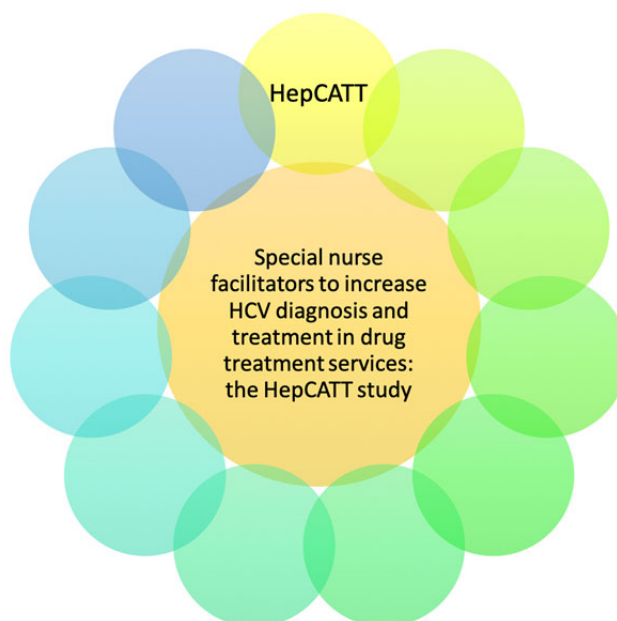 HepCATT
Special nurse
facilitators to increase
HCV diagnosis and
treatment in drug
treatment services:
the HepCATT study